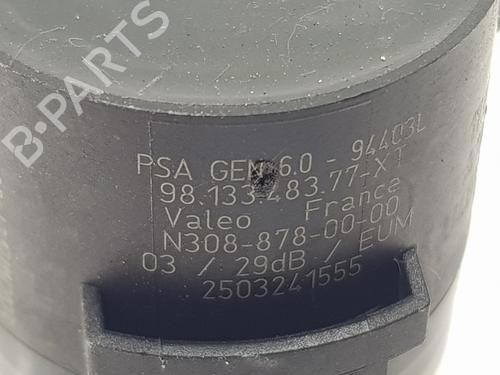 B-PARTS
PSA GEN 6.0 - 94403L
98.133.483.77-XT
Valeo France
N308-878-00-00
03 / 29dB / EUM
2503241555